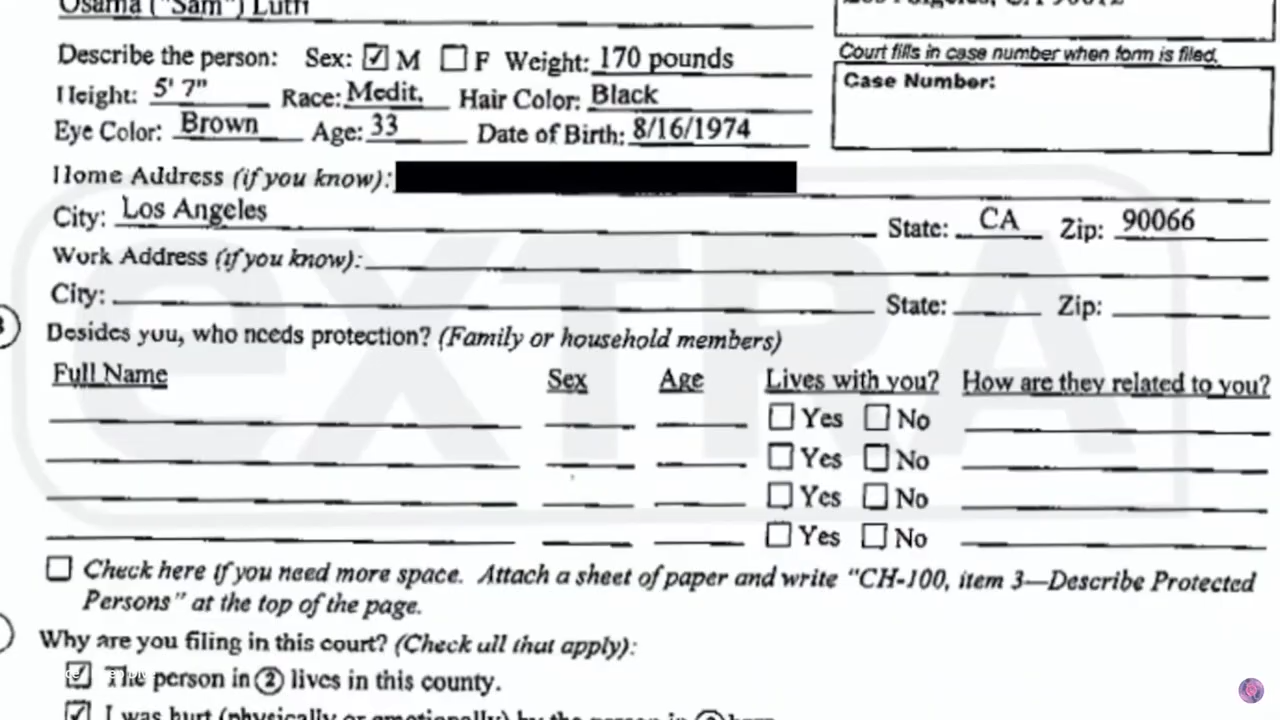 Osama ("Sam") Lutfi
Los Angeles, CA 90012
Describe the person: Sex: M F Weight: 170 pounds
Court fills in case number when form is filed.
Height: 5' 7" Race: Medit. Hair Color: Black
Case Number:
Eye Color: Brown Age: 33 Date of Birth: 8/16/1974
Home Address (if you know):
City: Los Angeles State: CA Zip: 90066
Work Address (if you know):
City: State: Zip:
Besides you, who needs protection? (Family or household members)
Full Name Sex Age Lives with you? How are they related to you?
Yes No
Yes No
Yes No
Yes No
Check here if you need more space. Attach a sheet of paper and write "CH-100, item 3—Describe Protected
Persons" at the top of the page.
Why are you filing in this court? (Check all that apply):
The person in 2 lives in this county.
I was hurt (physically or emotionally) by the person in 2 here.
eXTRA